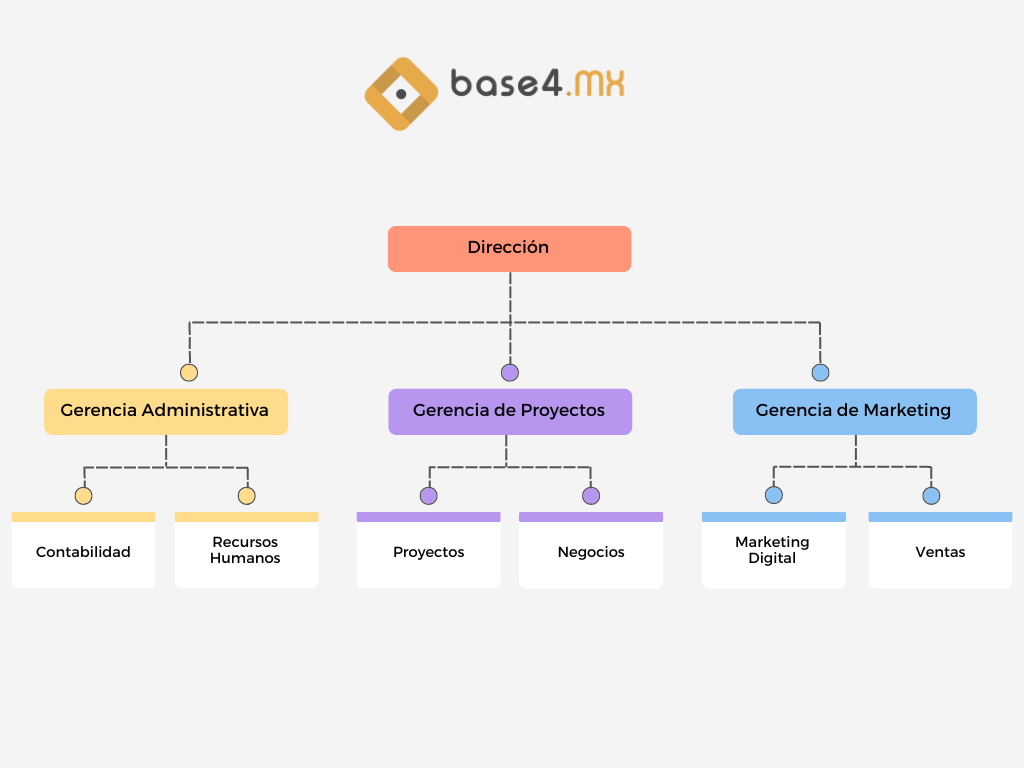 base4.mx
Dirección
Gerencia Administrativa
Gerencia de Proyectos
Gerencia de Marketing
Contabilidad
Recursos
Humanos
Proyectos
Negocios
Marketing
Digital
Ventas